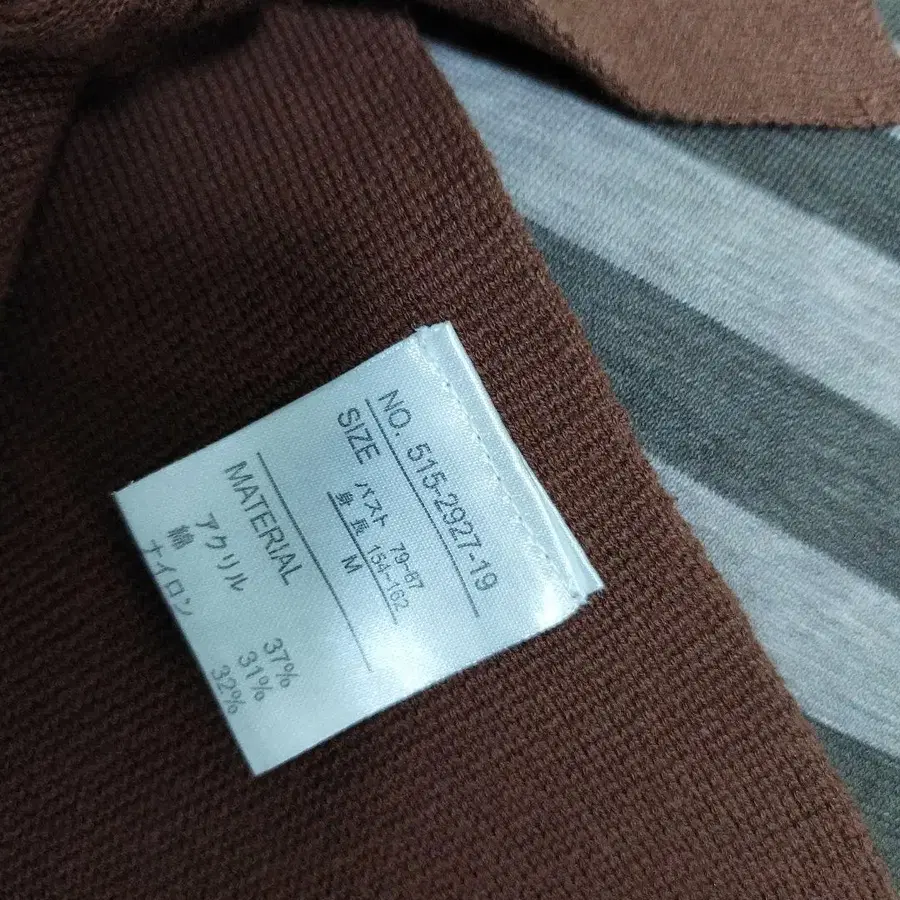 NO. 515-2927-19
SIZE バスト 79-87
身長 154-162
M
MATERIAL
アクリル 37%
綿 31%
ナイロン 32%